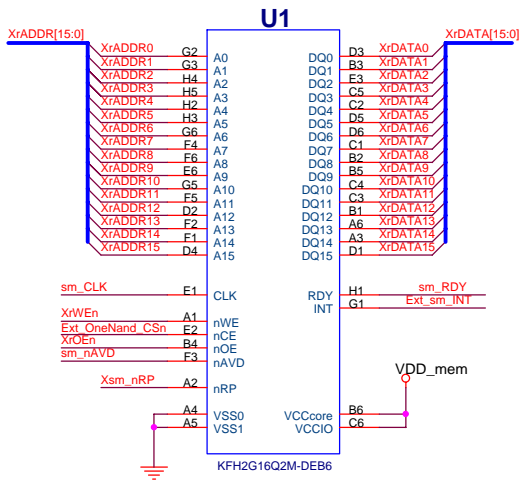 U1
XrADDR[15:0] XrDATA[15:0]
XrADDR0 G2 A0 DQ0 D3 XrDATA0
XrADDR1 G3 A1 DQ1 B3 XrDATA1
XrADDR2 H4 A2 DQ2 E3 XrDATA2
XrADDR3 H5 A3 DQ3 C5 XrDATA3
XrADDR4 H2 A4 DQ4 C2 XrDATA4
XrADDR5 H3 A5 DQ5 D5 XrDATA5
XrADDR6 G6 A6 DQ6 D6 XrDATA6
XrADDR7 F4 A7 DQ7 C1 XrDATA7
XrADDR8 F6 A8 DQ8 B2 XrDATA8
XrADDR9 E6 A9 DQ9 B5 XrDATA9
XrADDR10 G5 A10 DQ10 C4 XrDATA10
XrADDR11 F5 A11 DQ11 C3 XrDATA11
XrADDR12 D2 A12 DQ12 B1 XrDATA12
XrADDR13 F2 A13 DQ13 A6 XrDATA13
XrADDR14 F1 A14 DQ14 A3 XrDATA14
XrADDR15 D4 A15 DQ15 D1 XrDATA15
sm_CLK E1 CLK RDY H1 sm_RDY
INT G1 Ext_sm_INT
XrWEn A1 nWE
Ext_OneNand_CSn E2 nCE
XrOEn B4 nOE
sm_nAVD F3 nAVD
VDD_mem
Xsm_nRP A2 nRP
A4 VSS0 VCCcore B6
A5 VSS1 VCCIO C6
KFH2G16Q2M-DEB6